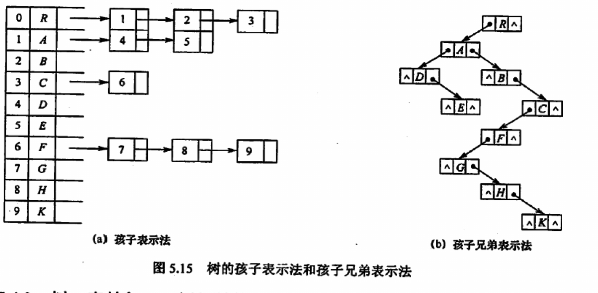 0 R 1 2 3
1 A 4 5
2 B
3 C 6
4 D
5 E
6 F 7 8 9
7 G
8 H
9 K
(a) 孩子表示法
R ∧
A
∧ D
∧ B
∧ E ∧
C ∧
F ∧
∧ G
∧ H
∧ K ∧
(b) 孩子兄弟表示法
图 5.15 树的孩子表示法和孩子兄弟表示法